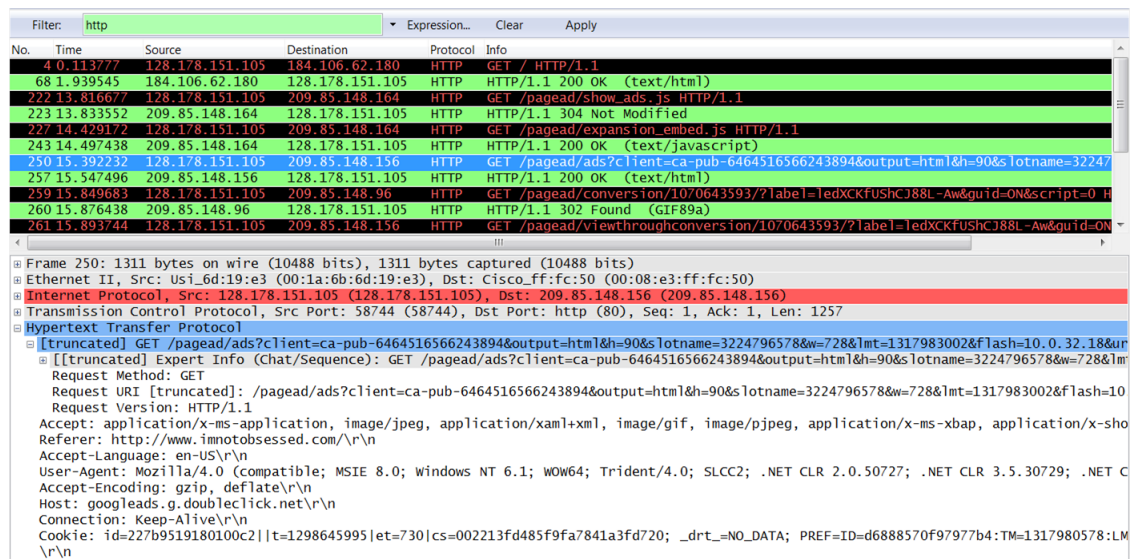 Filter: http Expression... Clear Apply
No. Time Source Destination Protocol Info
4 0.113777 128.178.151.105 184.106.62.180 HTTP GET / HTTP/1.1
68 1.939545 184.106.62.180 128.178.151.105 HTTP HTTP/1.1 200 OK (text/html)
222 13.816677 128.178.151.105 209.85.148.164 HTTP GET /pagead/show_ads.js HTTP/1.1
223 13.833552 209.85.148.164 128.178.151.105 HTTP HTTP/1.1 304 Not Modified
227 14.429172 128.178.151.105 209.85.148.164 HTTP GET /pagead/expansion_embed.js HTTP/1.1
243 14.497438 209.85.148.164 128.178.151.105 HTTP HTTP/1.1 200 OK (text/javascript)
250 15.392232 128.178.151.105 209.85.148.156 HTTP GET /pagead/ads?client=ca-pub-6464516566243894&output=html&h=90&slotname=32247
257 15.547496 209.85.148.156 128.178.151.105 HTTP HTTP/1.1 200 OK (text/html)
259 15.849683 128.178.151.105 209.85.148.96 HTTP GET /pagead/conversion/1070643593/?label=ledXCKfUShCJ88L-Aw&guid=ON&script=0 H
260 15.876438 209.85.148.96 128.178.151.105 HTTP HTTP/1.1 302 Found (GIF89a)
261 15.893744 128.178.151.105 209.85.148.156 HTTP GET /pagead/viewthroughconversion/1070643593/?label=ledXCKfUShCJ88L-Aw&guid=ON
Frame 250: 1311 bytes on wire (10488 bits), 1311 bytes captured (10488 bits)
Ethernet II, Src: Usi_6d:19:e3 (00:1a:6b:6d:19:e3), Dst: Cisco_ff:fc:50 (00:08:e3:ff:fc:50)
Internet Protocol, Src: 128.178.151.105 (128.178.151.105), Dst: 209.85.148.156 (209.85.148.156)
Transmission Control Protocol, Src Port: 58744 (58744), Dst Port: http (80), Seq: 1, Ack: 1, Len: 1257
Hypertext Transfer Protocol
[truncated] GET /pagead/ads?client=ca-pub-6464516566243894&output=html&h=90&slotname=3224796578&w=728&lmt=1317983002&flash=10.0.32.18&ur
[[truncated] Expert Info (Chat/Sequence): GET /pagead/ads?client=ca-pub-6464516566243894&output=html&h=90&slotname=3224796578&w=728&lm
Request Method: GET
Request URI [truncated]: /pagead/ads?client=ca-pub-6464516566243894&output=html&h=90&slotname=3224796578&w=728&lmt=1317983002&flash=10
Request Version: HTTP/1.1
Accept: application/x-ms-application, image/jpeg, application/xaml+xml, image/gif, image/pjpeg, application/x-ms-xbap, application/x-sho
Referer: http://www.imnotobsessed.com/\r\n
Accept-Language: en-US\r\n
User-Agent: Mozilla/4.0 (compatible; MSIE 8.0; Windows NT 6.1; WOW64; Trident/4.0; SLCC2; .NET CLR 2.0.50727; .NET CLR 3.5.30729; .NET C
Accept-Encoding: gzip, deflate\r\n
Host: googleads.g.doubleclick.net\r\n
Connection: Keep-Alive\r\n
Cookie: id=227b9519180100c2||t=1298645995|et=730|cs=002213fd485f9fa7841a3fd720; _drt_=NO_DATA; PREF=ID=d6888570f97977b4:TM=1317980578:LM
\r\n